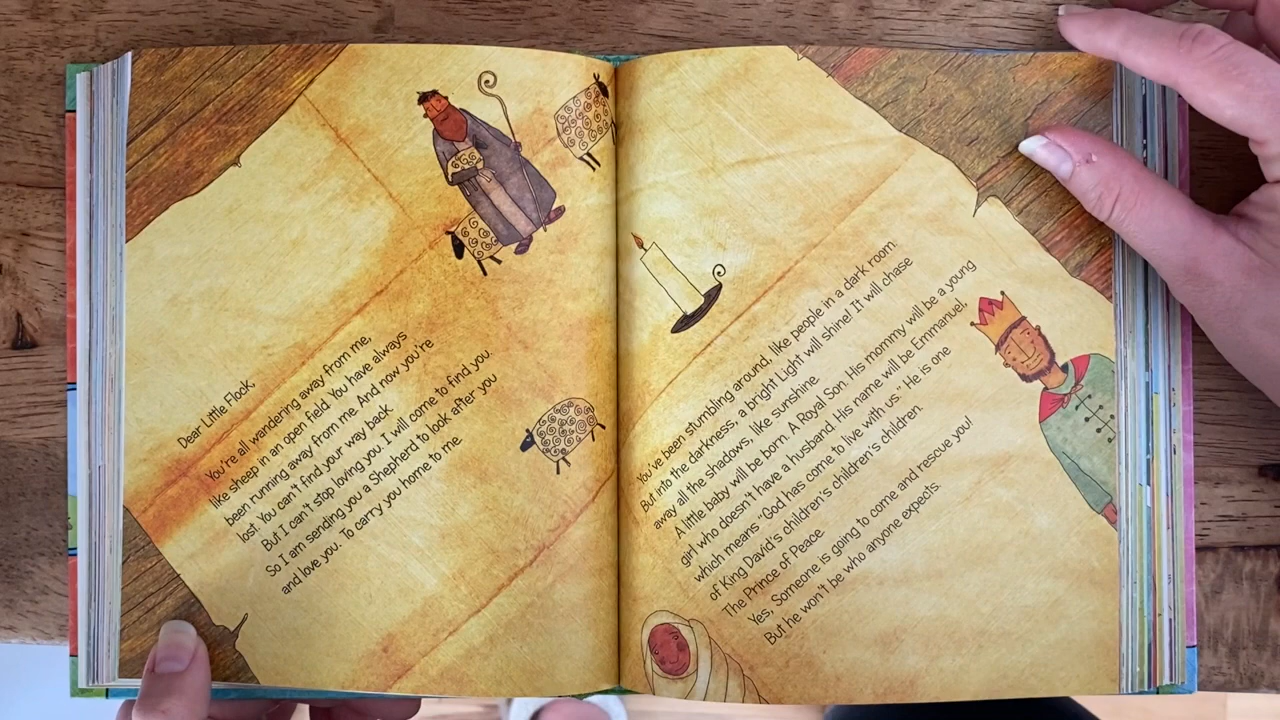 Dear Little Flock,
You're all wandering away from me,
like sheep in an open field. You have always
been running away from me. And now you're
lost. You can't find your way back.
But I can't stop loving you. I will come to find you.
So I am sending you a Shepherd to look after you
and love you. To carry you home to me.
You've been stumbling around, like people in a dark room.
But into the darkness, a bright Light will shine! It will chase
away all the shadows, like sunshine.
A little baby will be born. A Royal Son. His mommy will be a young
girl who doesn't have a husband. His name will be Emmanuel,
which means "God has come to live with us." He is one
of King David's children's children's children.
The Prince of Peace.
Yes, Someone is going to come and rescue you!
But he won't be who anyone expects.